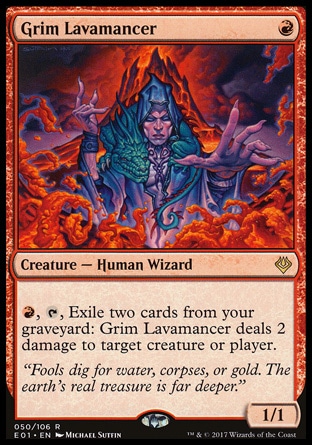 Grim Lavamancer
Creature — Human Wizard
, Exile two cards from your
graveyard: Grim Lavamancer deals 2
damage to target creature or player.
“Fools dig for water, corpses, or gold. The
earth’s real treasure is far deeper.”
1/1
050/106 R
E01 • EN Michael Sutfin
™ & © 2017 Wizards of the Coast